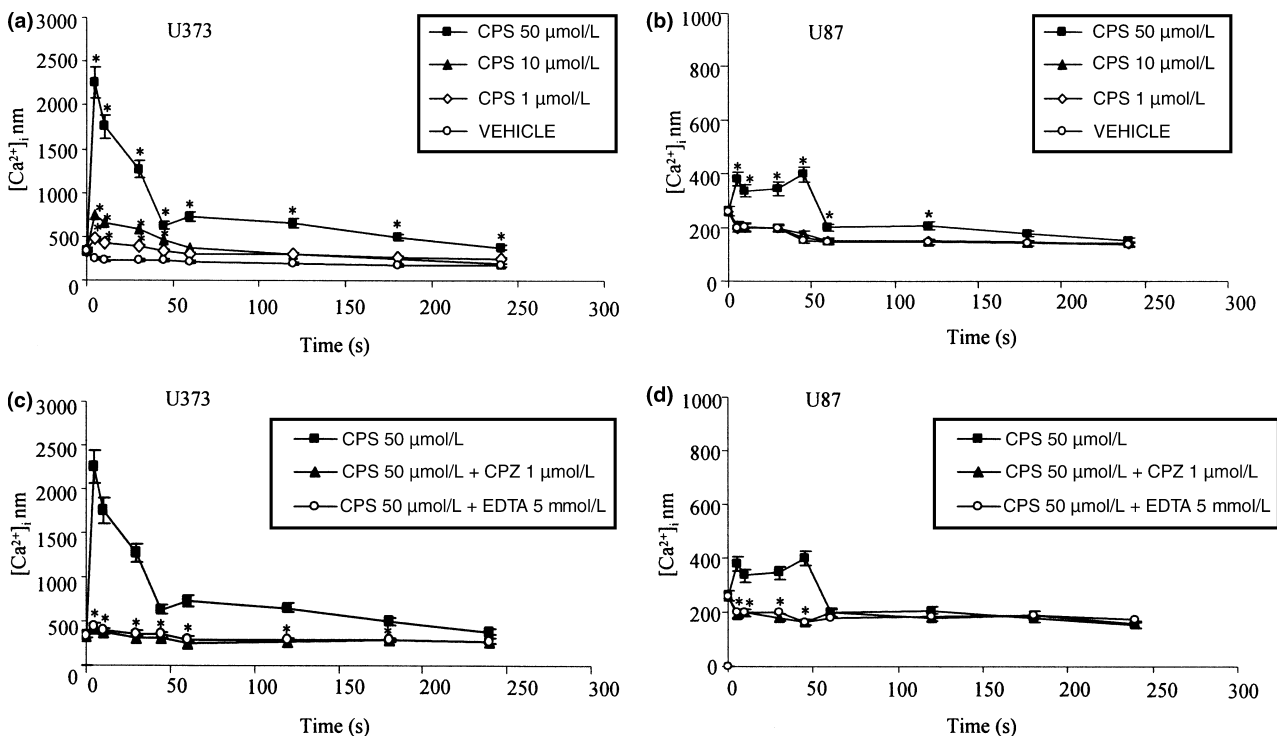 (a)
U373
3000
2500
2000
1500
1000
500
0
[Ca²⁺]ᵢ nm
* * * * * * * *
* * * *
* * *
0 50 100 150 200 250 300
Time (s)
CPS 50 µmol/L
CPS 10 µmol/L
CPS 1 µmol/L
VEHICLE
(b)
U87
1000
800
600
400
200
0
[Ca²⁺]ᵢ nm
* * * * * *
0 50 100 150 200 250 300
Time (s)
CPS 50 µmol/L
CPS 10 µmol/L
CPS 1 µmol/L
VEHICLE
(c)
U373
3000
2500
2000
1500
1000
500
0
[Ca²⁺]ᵢ nm
* * * * * * *
0 50 100 150 200 250 300
Time (s)
CPS 50 µmol/L
CPS 50 µmol/L + CPZ 1 µmol/L
CPS 50 µmol/L + EDTA 5 mmol/L
(d)
U87
1000
800
600
400
200
0
[Ca²⁺]ᵢ nm
* * * *
0 50 100 150 200 250 300
Time (s)
CPS 50 µmol/L
CPS 50 µmol/L + CPZ 1 µmol/L
CPS 50 µmol/L + EDTA 5 mmol/L